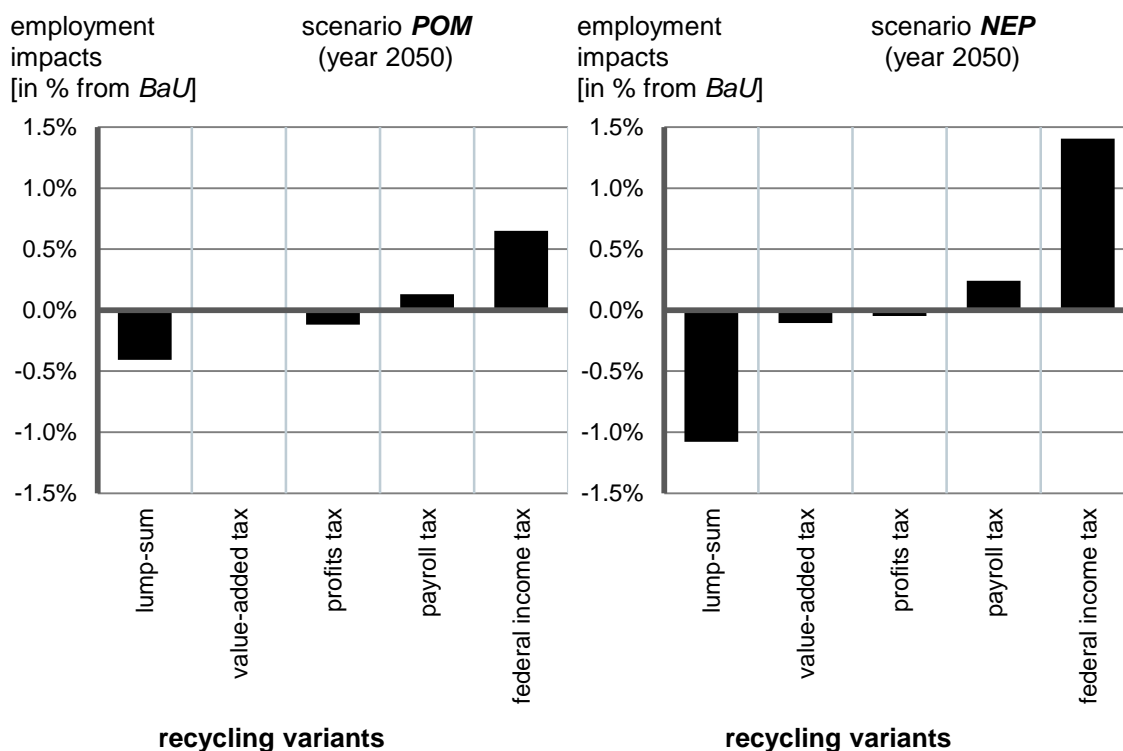 employment
impacts
[in % from BaU]
scenario POM
(year 2050)
1.5%
1.0%
0.5%
0.0%
-0.5%
-1.0%
-1.5%
lump-sum
value-added tax
profits tax
payroll tax
federal income tax
recycling variants
employment
impacts
[in % from BaU]
scenario NEP
(year 2050)
1.5%
1.0%
0.5%
0.0%
-0.5%
-1.0%
-1.5%
lump-sum
value-added tax
profits tax
payroll tax
federal income tax
recycling variants